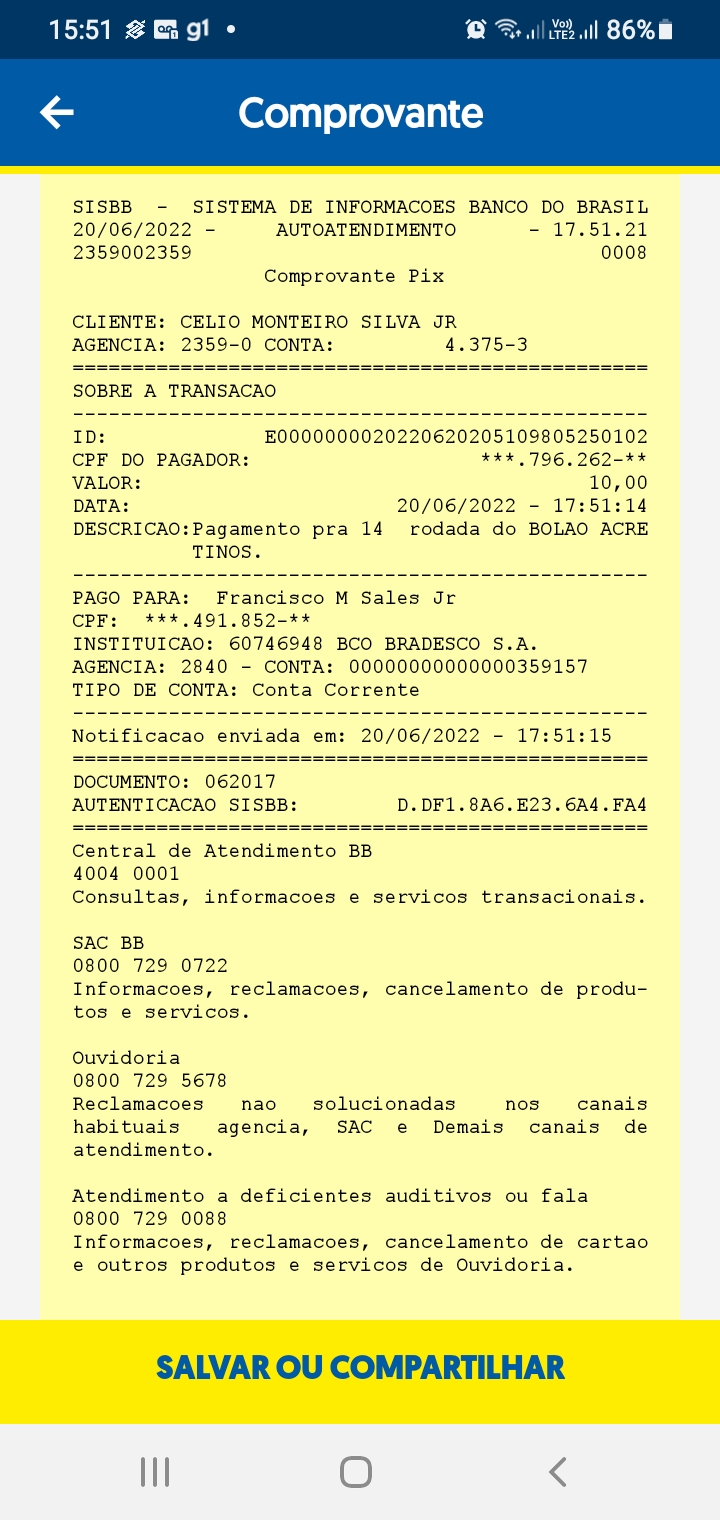 15:51 g1 Vo)) LTE2 86%
Comprovante
SISBB - SISTEMA DE INFORMACOES BANCO DO BRASIL
20/06/2022 - AUTOATENDIMENTO - 17.51.21
2359002359 0008
Comprovante Pix
CLIENTE: CELIO MONTEIRO SILVA JR
AGENCIA: 2359-0 CONTA: 4.375-3
================================================
SOBRE A TRANSACAO
------------------------------------------------
ID: E0000000020220620205109805250102
CPF DO PAGADOR: ***.796.262-**
VALOR: 10,00
DATA: 20/06/2022 - 17:51:14
DESCRICAO:Pagamento pra 14 rodada do BOLAO ACRE
TINOS.
------------------------------------------------
PAGO PARA: Francisco M Sales Jr
CPF: ***.491.852-**
INSTITUICAO: 60746948 BCO BRADESCO S.A.
AGENCIA: 2840 - CONTA: 00000000000000359157
TIPO DE CONTA: Conta Corrente
------------------------------------------------
Notificacao enviada em: 20/06/2022 - 17:51:15
================================================
DOCUMENTO: 062017
AUTENTICACAO SISBB: D.DF1.8A6.E23.6A4.FA4
================================================
Central de Atendimento BB
4004 0001
Consultas, informacoes e servicos transacionais.
SAC BB
0800 729 0722
Informacoes, reclamacoes, cancelamento de produ-
tos e servicos.
Ouvidoria
0800 729 5678
Reclamacoes nao solucionadas nos canais
habituais agencia, SAC e Demais canais de
atendimento.
Atendimento a deficientes auditivos ou fala
0800 729 0088
Informacoes, reclamacoes, cancelamento de cartao
e outros produtos e servicos de Ouvidoria.
SALVAR OU COMPARTILHAR